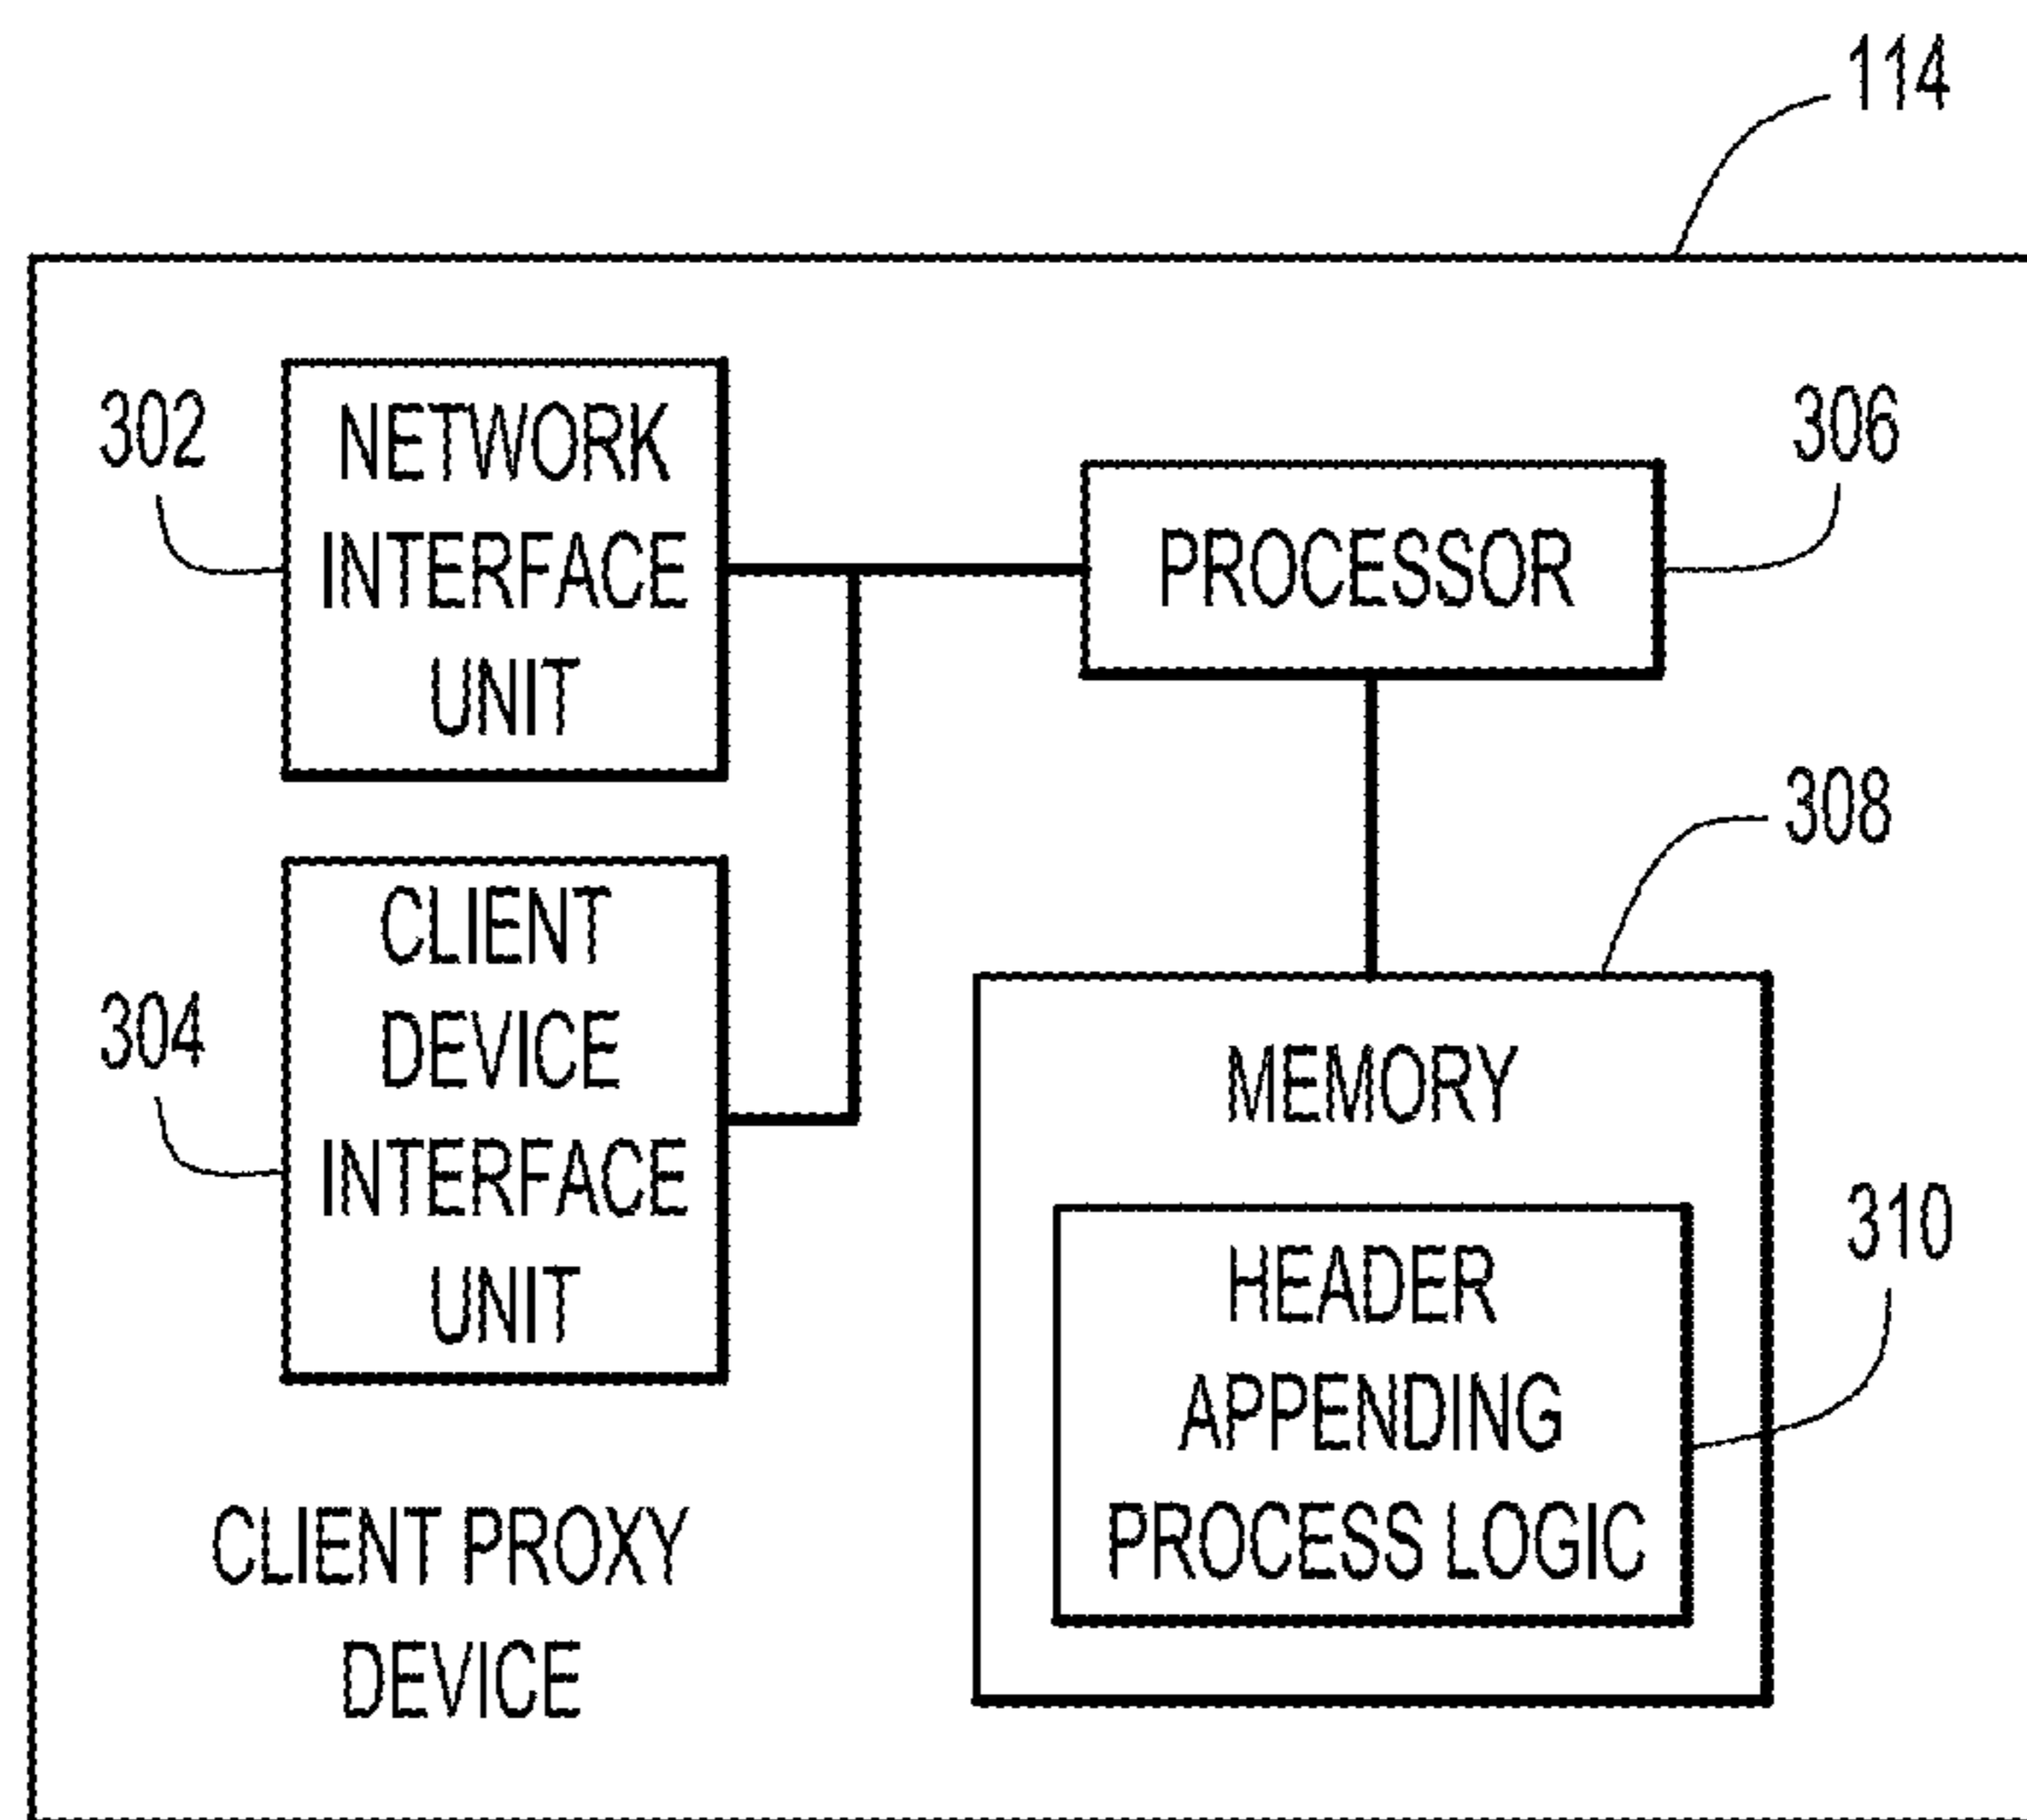 114
302
NETWORK
INTERFACE
UNIT
306
PROCESSOR
308
304
CLIENT
DEVICE
INTERFACE
UNIT
MEMORY
310
HEADER
APPENDING
PROCESS LOGIC
CLIENT PROXY
DEVICE